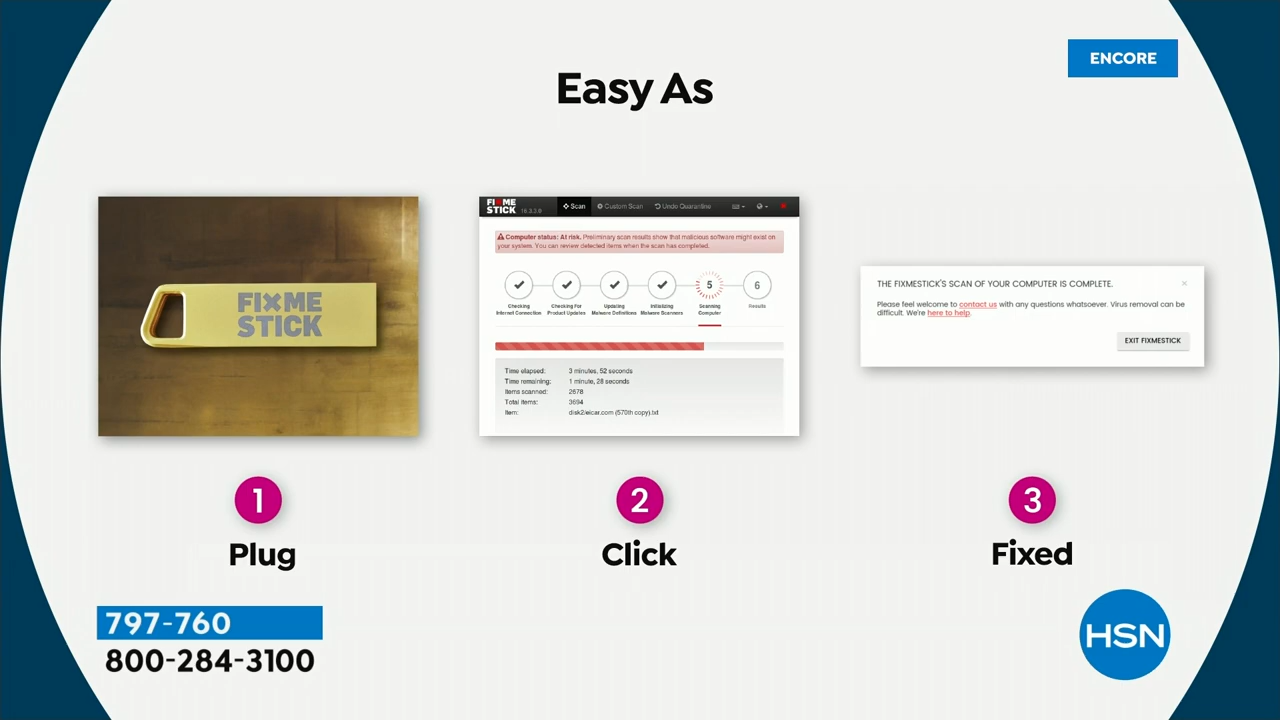 ENCORE
Easy As
FIXME
STICK
FIXME
STICK
Scan
Custom Scan
Undo Quarantine
Computer status: At risk. Preliminary scan results show that malicious software might exist on
your system. You can review detected items when the scan has completed.
5
6
Checking
Internet Connection
Checking For
Product Updates
Updating
Malware Definitions
Initializing
Malware Scanners
Scanning
Computer
Results
Time elapsed: 3 minutes, 52 seconds
Time remaining: 1 minute, 28 seconds
Items scanned: 2678
Total items: 3694
Item: disk2/eicar.com (570th copy).txt
THE FIXMESTICK'S SCAN OF YOUR COMPUTER IS COMPLETE.
Please feel welcome to contact us with any questions whatsoever. Virus removal can be
difficult. We're here to help.
EXIT FIXMESTICK
1
Plug
2
Click
3
Fixed
797-760
800-284-3100
HSN